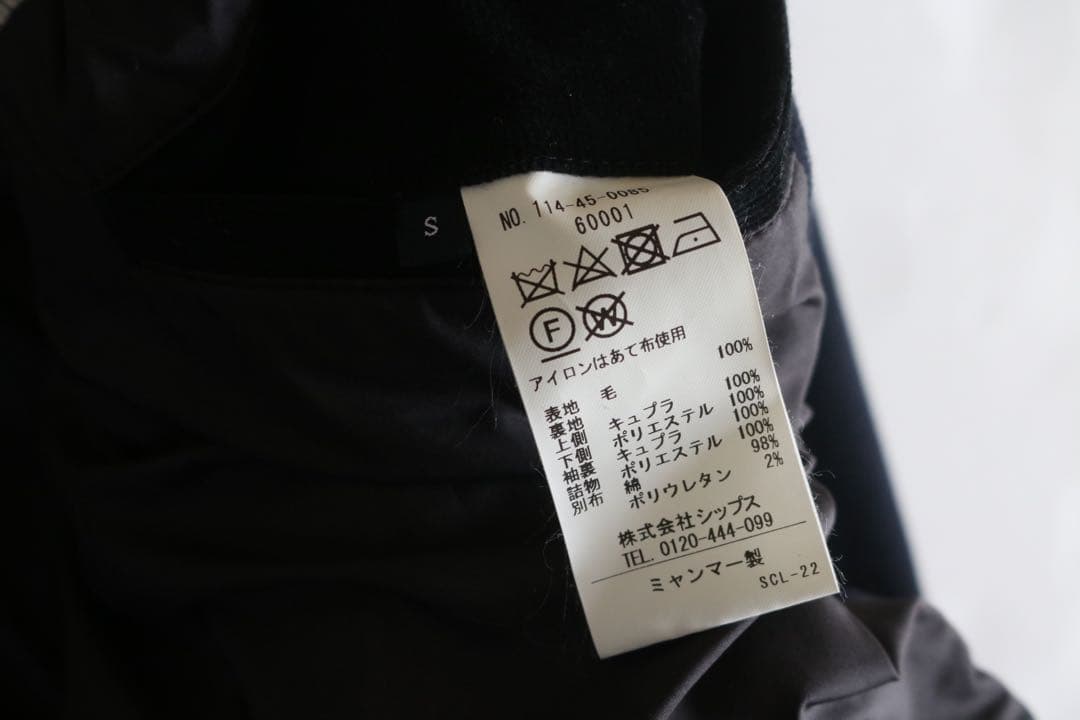 S
NO. 114-45-0085
60001
F
W
アイロンはあて布使用
表地 毛 100%
裏地
上側 キュプラ 100%
下側 ポリエステル 100%
袖裏 キュプラ 100%
詰物 ポリエステル 100%
別布 綿 98%
ポリウレタン 2%
株式会社シップス
TEL. 0120-444-099
ミャンマー製
SCL-22